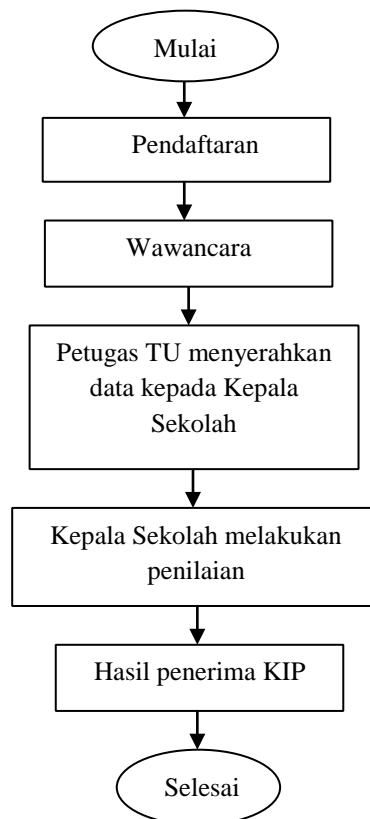 Mulai
Pendaftaran
Wawancara
Petugas TU menyerahkan
data kepada Kepala
Sekolah
Kepala Sekolah melakukan
penilaian
Hasil penerima KIP
Selesai